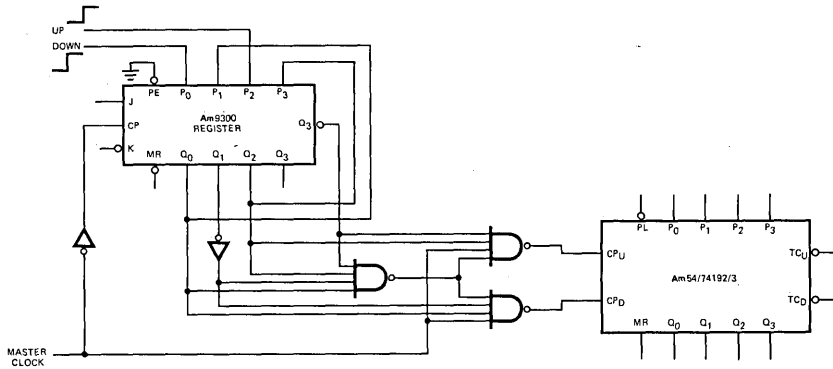 UP
DOWN
PE P0 P1 P2 P3
J
Am9300
REGISTER
CP
Q3
K
MR Q0 Q1 Q2 Q3
PL P0 P1 P2 P3
CPU
TCU
Am54/74192/3
CPD
TCD
MR Q0 Q1 Q2 Q3
MASTER
CLOCK